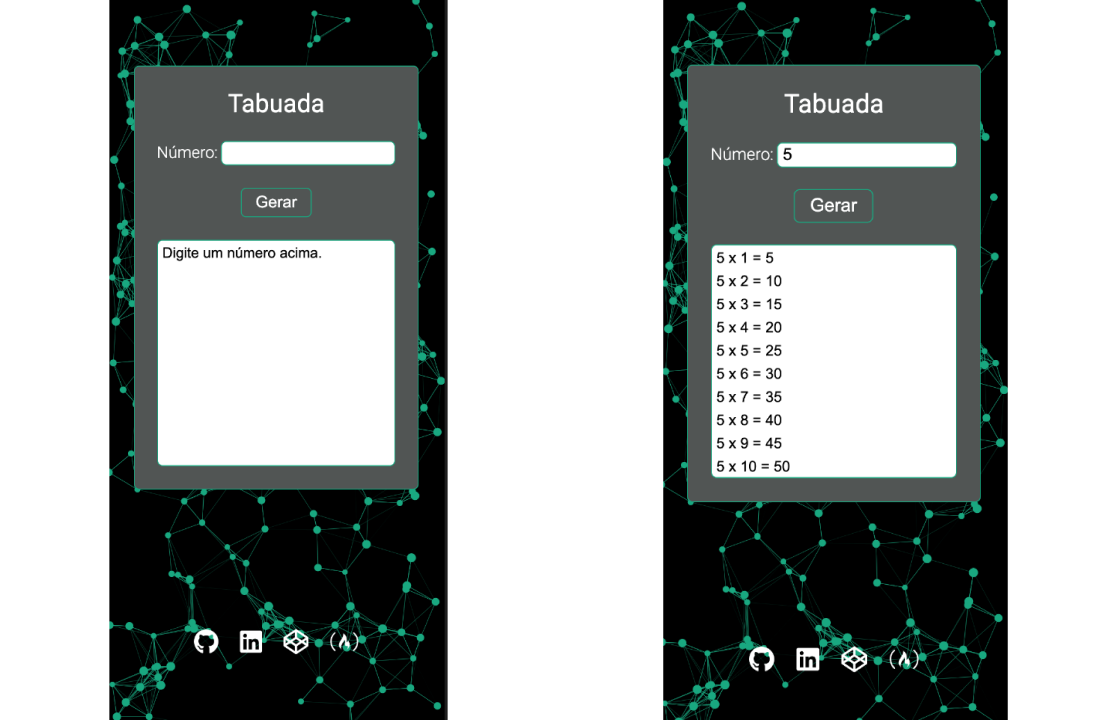 Tabuada
Número:
Gerar
Digite um número acima.
Tabuada
Número: 5
Gerar
5 x 1 = 5
5 x 2 = 10
5 x 3 = 15
5 x 4 = 20
5 x 5 = 25
5 x 6 = 30
5 x 7 = 35
5 x 8 = 40
5 x 9 = 45
5 x 10 = 50
in
in